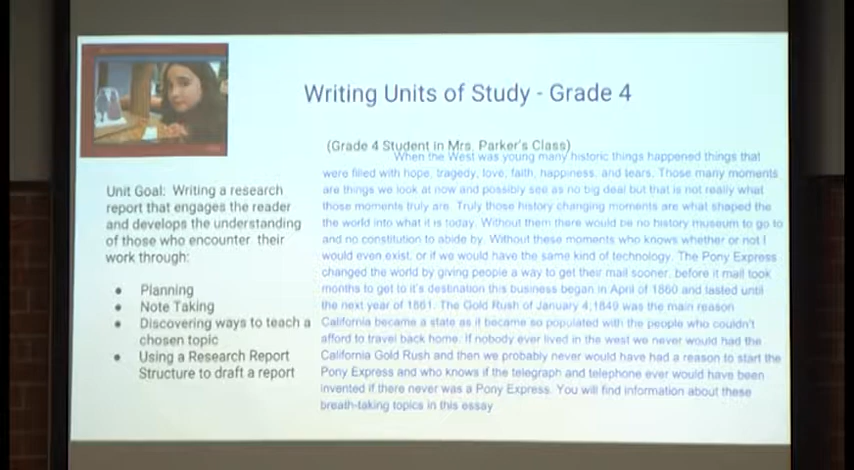 Writing Units of Study - Grade 4
Unit Goal: Writing a research
report that engages the reader
and develops the understanding
of those who encounter their
work through:
Planning
Note Taking
Discovering ways to teach a
chosen topic
Using a Research Report
Structure to draft a report
(Grade 4 Student in Mrs. Parker's Class)
When the West was young many historic things happened things that
were filled with hope, tragedy, love, faith, happiness, and tears. Those many moments
are things we look at now and possibly see as no big deal but that is not really what
those moments truly are. Truly those history changing moments are what shaped the
the world into what it is today. Without them there would be no history museum to go to
and no constitution to abide by. Without these moments who knows whether or not I
would even exist, or if we would have the same kind of technology. The Pony Express
changed the world by giving people a way to get their mail sooner, before it mail took
months to get to it's destination this business began in April of 1860 and lasted until
the next year of 1861. The Gold Rush of January 4,1849 was the main reason
California became a state as it became so populated with the people who couldn't
afford to travel back home. If nobody ever lived in the west we never would had the
California Gold Rush and then we probably never would have had a reason to start the
Pony Express and who knows if the telegraph and telephone ever would have been
invented if there never was a Pony Express. You will find information about these
breath-taking topics in this essay